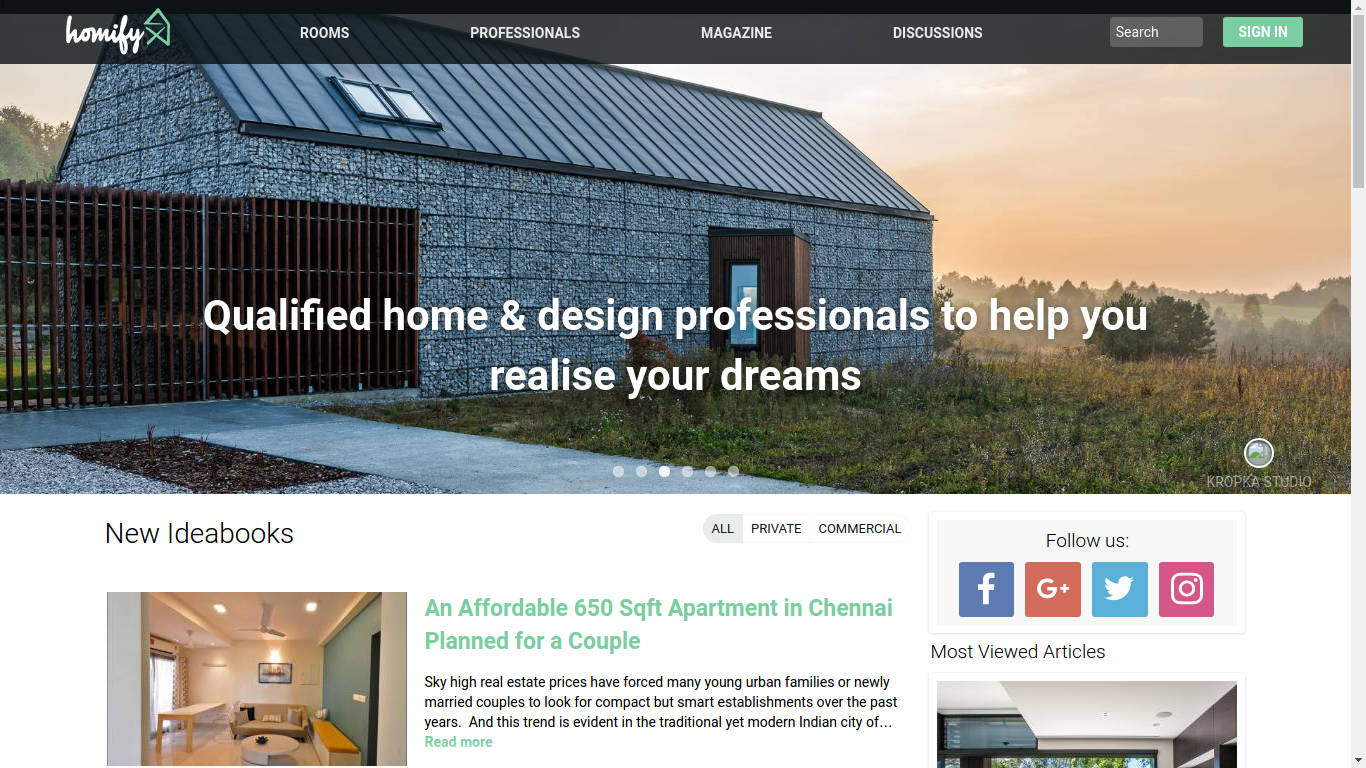 homify
ROOMS
PROFESSIONALS
MAGAZINE
DISCUSSIONS
Search
SIGN IN
Qualified home & design professionals to help you
realise your dreams
KROPKA STUDIO
New Ideabooks
ALL
PRIVATE
COMMERCIAL
An Affordable 650 Sqft Apartment in Chennai
Planned for a Couple
Sky high real estate prices have forced many young urban families or newly
married couples to look for compact but smart establishments over the past
years.  And this trend is evident in the traditional yet modern Indian city of…
Read more
Follow us:
Most Viewed Articles